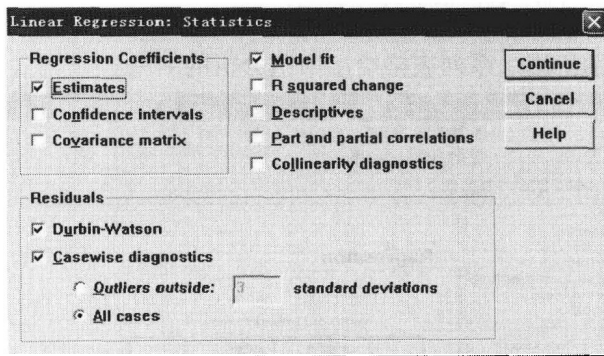 Linear Regression: Statistics
Regression Coefficients
Estimates
Confidence intervals
Covariance matrix
Model fit
R squared change
Descriptives
Part and partial correlations
Collinearity diagnostics
Continue
Cancel
Help
Residuals
Durbin-Watson
Casewise diagnostics
Outliers outside: 3 standard deviations
All cases